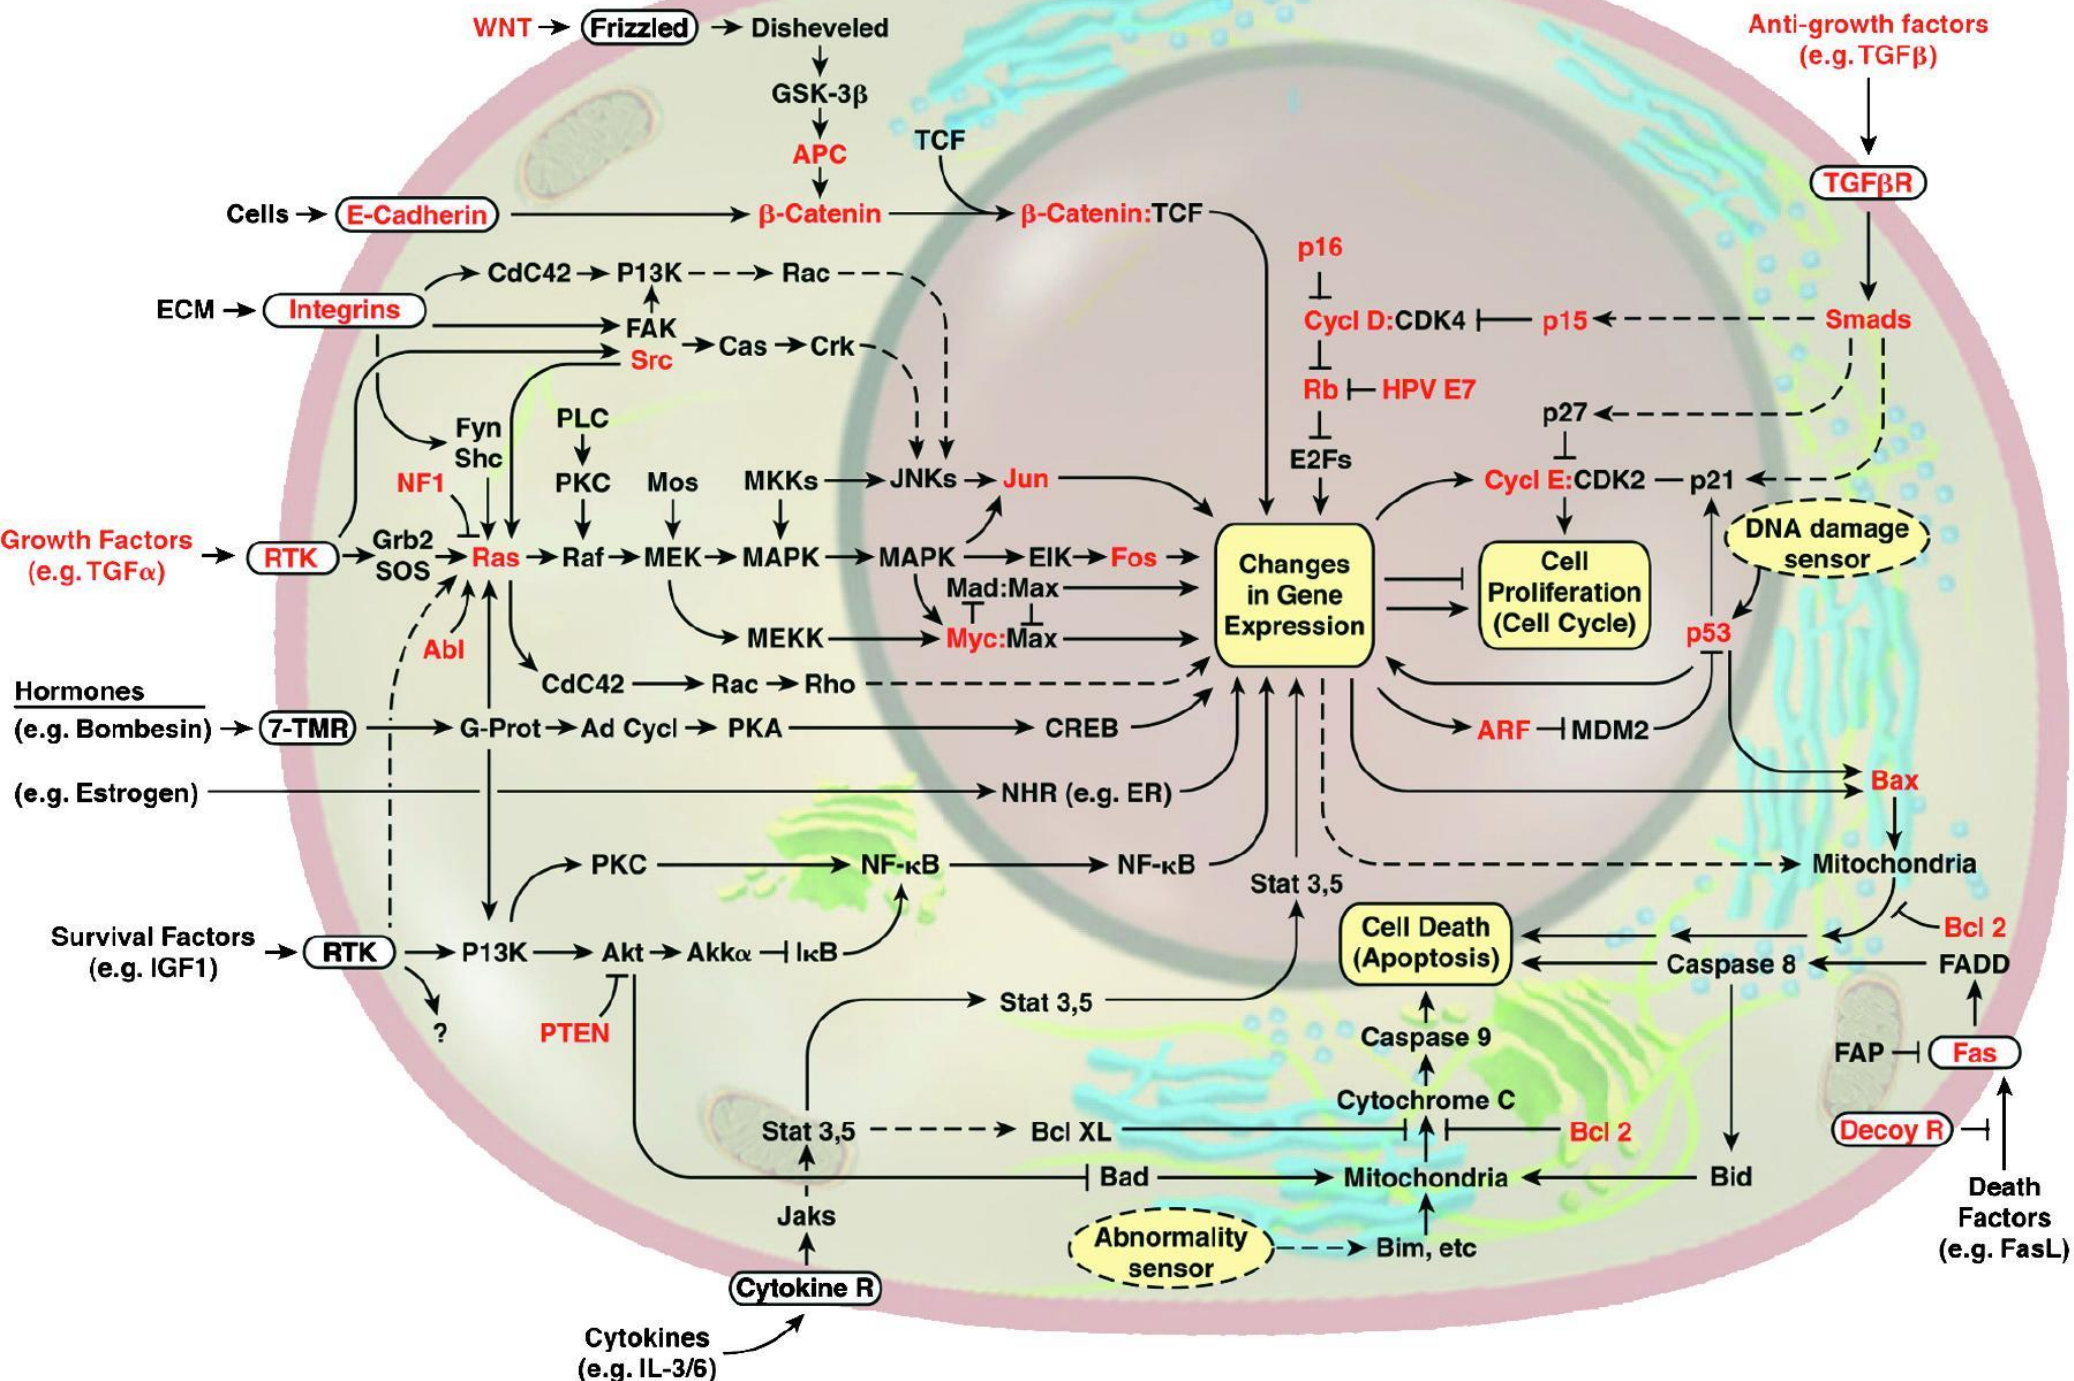 WNT
Frizzled
Disheveled
GSK-3β
APC
TCF
Cells
E-Cadherin
β-Catenin
β-Catenin:TCF
Anti-growth factors
(e.g. TGFβ)
TGFβR
Smads
p16
Cycl D:CDK4
p15
Rb
HPV E7
E2Fs
p27
Cycl E:CDK2
p21
DNA damage
sensor
ECM
Integrins
CdC42
P13K
Rac
FAK
Src
Cas
Crk
Fyn
Shc
PLC
NF1
PKC
Mos
MKKs
JNKs
Jun
Growth Factors
(e.g. TGFα)
RTK
Grb2
SOS
Ras
Raf
MEK
MAPK
MAPK
ElK
Fos
Mad:Max
Abl
MEKK
Myc:Max
CdC42
Rac
Rho
Changes
in Gene
Expression
Cell
Proliferation
(Cell Cycle)
p53
ARF
MDM2
Bax
Hormones
(e.g. Bombesin)
7-TMR
G-Prot
Ad Cycl
PKA
CREB
(e.g. Estrogen)
NHR (e.g. ER)
PKC
NF-κB
NF-κB
Stat 3,5
Mitochondria
Survival Factors
(e.g. IGF1)
RTK
P13K
Akt
Akkα
IκB
?
PTEN
Stat 3,5
Cell Death
(Apoptosis)
Bcl 2
Caspase 8
FADD
Caspase 9
FAP
Fas
Cytochrome C
Stat 3,5
Bcl XL
Bcl 2
Decoy R
Bad
Mitochondria
Bid
Death
Factors
(e.g. FasL)
Jaks
Abnormality
sensor
Bim, etc
Cytokine R
Cytokines
(e.g. IL-3/6)